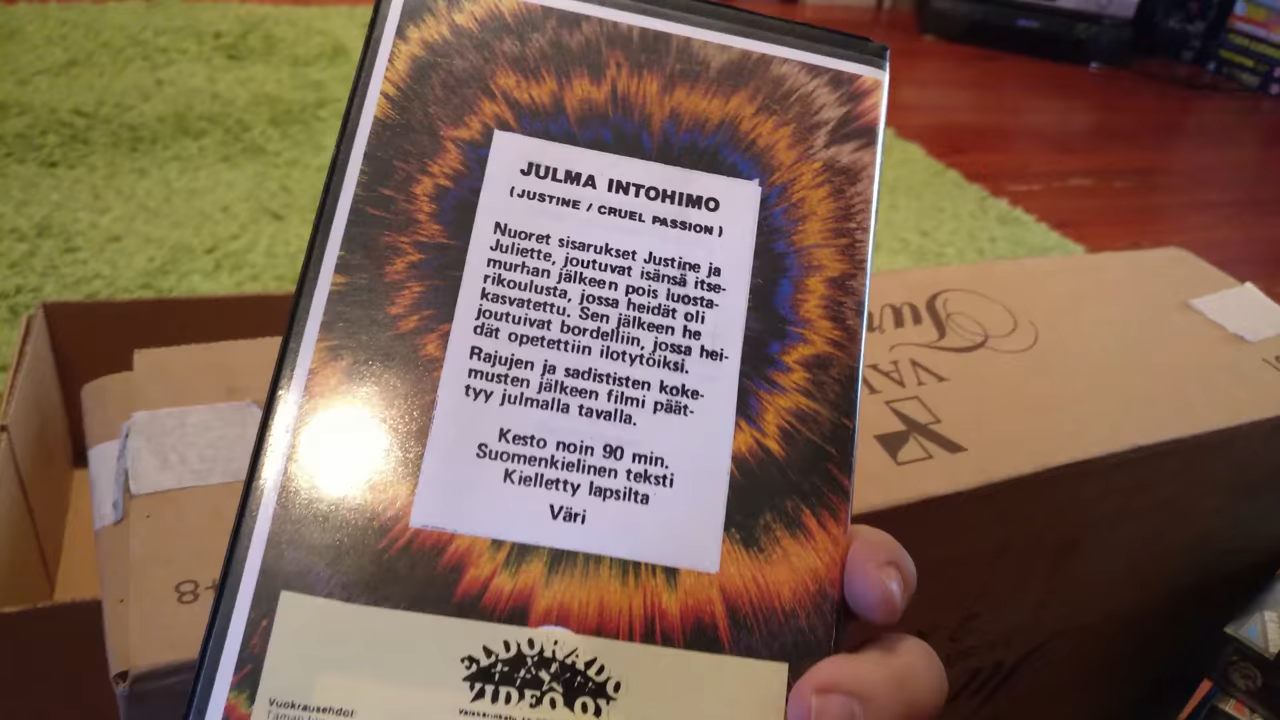 JULMA INTOHIMO
(JUSTINE / CRUEL PASSION)
Nuoret sisarukset Justine ja
Juliette, joutuvat isänsä itse-
murhan jälkeen pois luosta-
rikoulusta, jossa heidät oli
kasvatettu. Sen jälkeen he
joutuivat bordelliin, jossa hei-
dät opetettiin ilotytöiksi.
Rajujen ja sadististen koke-
musten jälkeen filmi päät-
tyy julmalla tavalla.
Kesto noin 90 min.
Suomenkielinen teksti
Kielletty lapsilta
Väri
ELDORADO
VIDEO OY
Vuokrausehdot